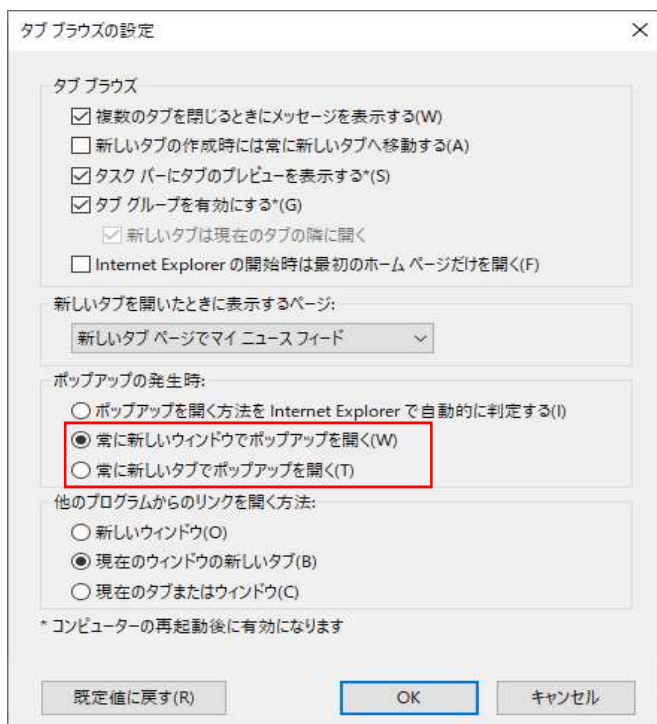 タブ ブラウズの設定
タブ ブラウズ
複数のタブを閉じるときにメッセージを表示する(W)
新しいタブの作成時には常に新しいタブへ移動する(A)
タスク バーにタブのプレビューを表示する*(S)
タブ グループを有効にする*(G)
新しいタブは現在のタブの隣に開く
Internet Explorer の開始時は最初のホーム ページだけを開く(F)
新しいタブを開いたときに表示するページ:
新しいタブ ページでマイ ニュース フィード
ポップアップの発生時:
ポップアップを開く方法を Internet Explorer で自動的に判定する(I)
常に新しいウィンドウでポップアップを開く(W)
常に新しいタブでポップアップを開く(T)
他のプログラムからのリンクを開く方法:
新しいウィンドウ(O)
現在のウィンドウの新しいタブ(B)
現在のタブまたはウィンドウ(C)
* コンピューターの再起動後に有効になります
既定値に戻す(R) OK キャンセル